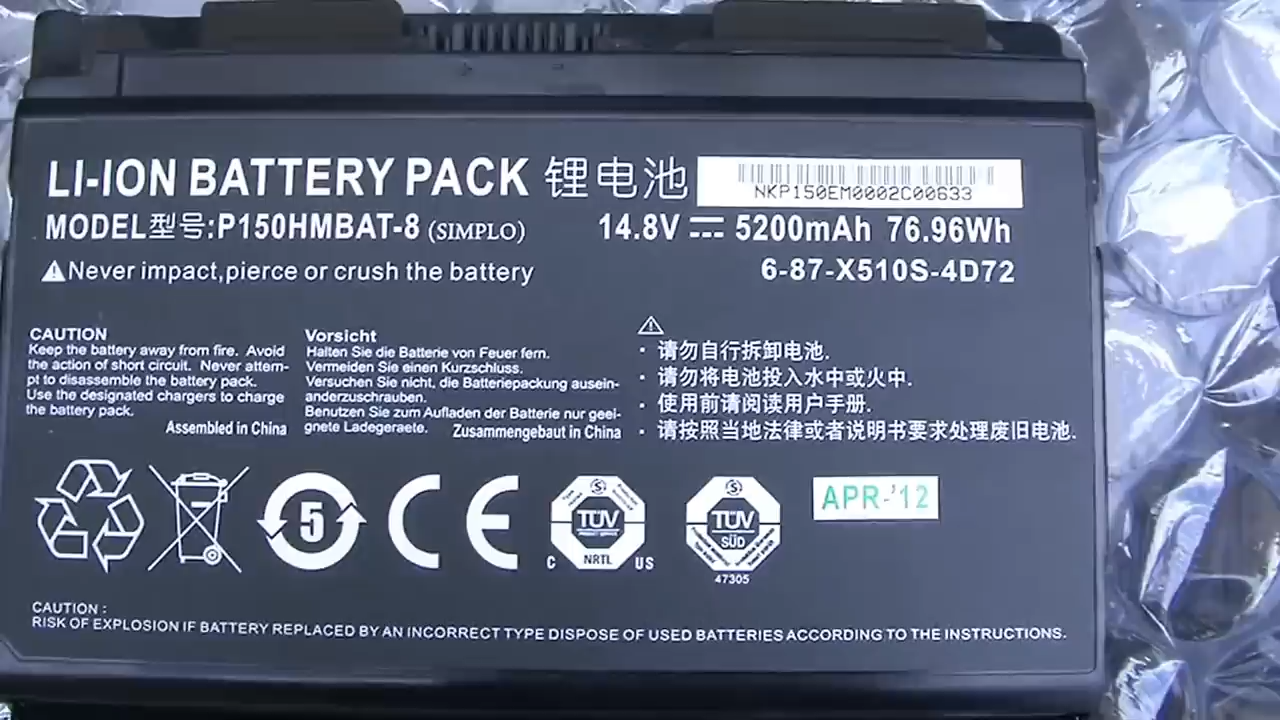 LI-ION BATTERY PACK 锂电池
NKP150EM0002C00633
MODEL型号:P150HMBAT-8 (SIMPLO)
14.8V 5200mAh 76.96Wh
Never impact,pierce or crush the battery
6-87-X510S-4D72
CAUTION
Keep the battery away from fire. Avoid
the action of short circuit. Never attem-
pt to disassemble the battery pack.
Use the designated chargers to charge
the battery pack.
Assembled in China
Vorsicht
Halten Sie die Batterie von Feuer fern.
Vermeiden Sie einen Kurzschluss.
Versuchen Sie nicht, die Batteriepackung ausein-
anderzuschrauben.
Benutzen Sie zum Aufladen der Batterie nur geei-
gnete Ladegeraete.
Zusammengebaut in China
· 请勿自行拆卸电池.
· 请勿将电池投入水中或火中.
· 使用前请阅读用户手册.
· 请按照当地法律或者说明书要求处理废旧电池.
5
CE
TÜV
NRTL
C US
TÜV
SÜD
47305
APR-'12
CAUTION :
RISK OF EXPLOSION IF BATTERY REPLACED BY AN INCORRECT TYPE DISPOSE OF USED BATTERIES ACCORDING TO THE INSTRUCTIONS.